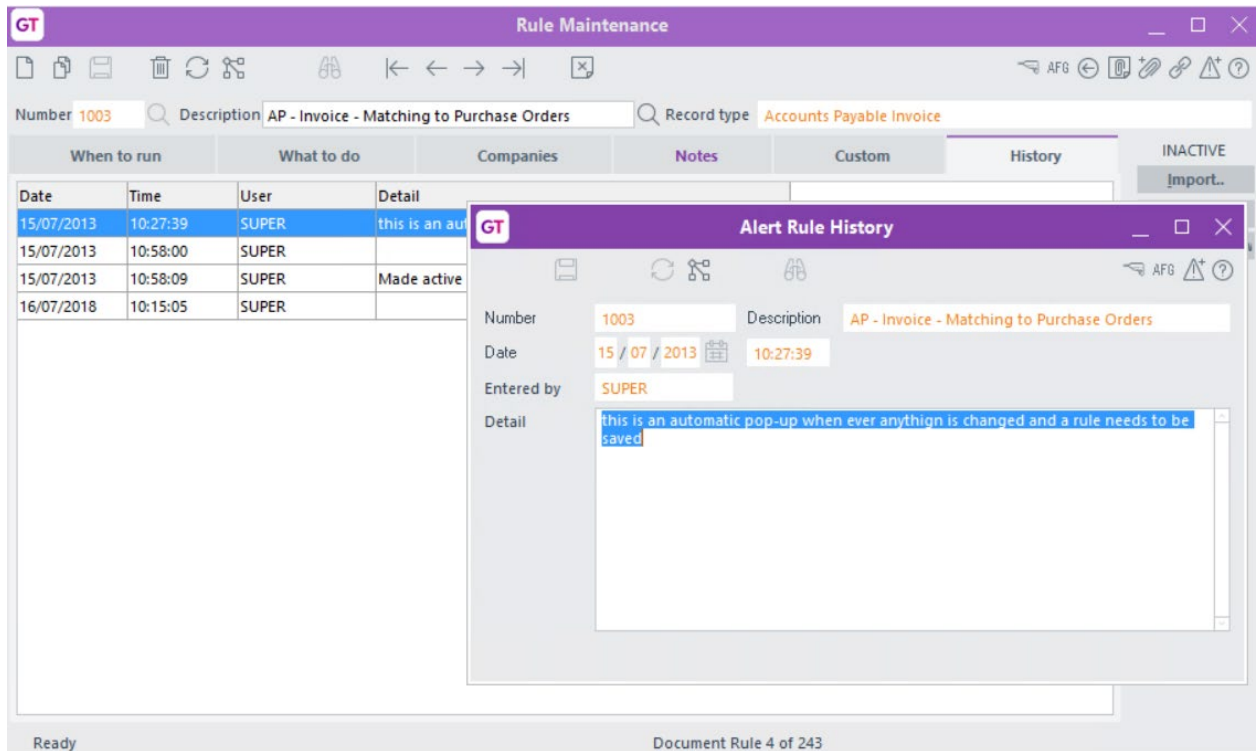 GT Rule Maintenance
AFG
Number 1003 Description AP - Invoice - Matching to Purchase Orders Record type Accounts Payable Invoice
When to run What to do Companies Notes Custom History INACTIVE
Import..
Date Time User Detail
15/07/2013 10:27:39 SUPER this is an aut
15/07/2013 10:58:00 SUPER
15/07/2013 10:58:09 SUPER Made active
16/07/2018 10:15:05 SUPER
GT Alert Rule History
AFG
Number 1003 Description AP - Invoice - Matching to Purchase Orders
Date 15 / 07 / 2013 10:27:39
Entered by SUPER
Detail this is an automatic pop-up when ever anythign is changed and a rule needs to be
saved
Ready Document Rule 4 of 243